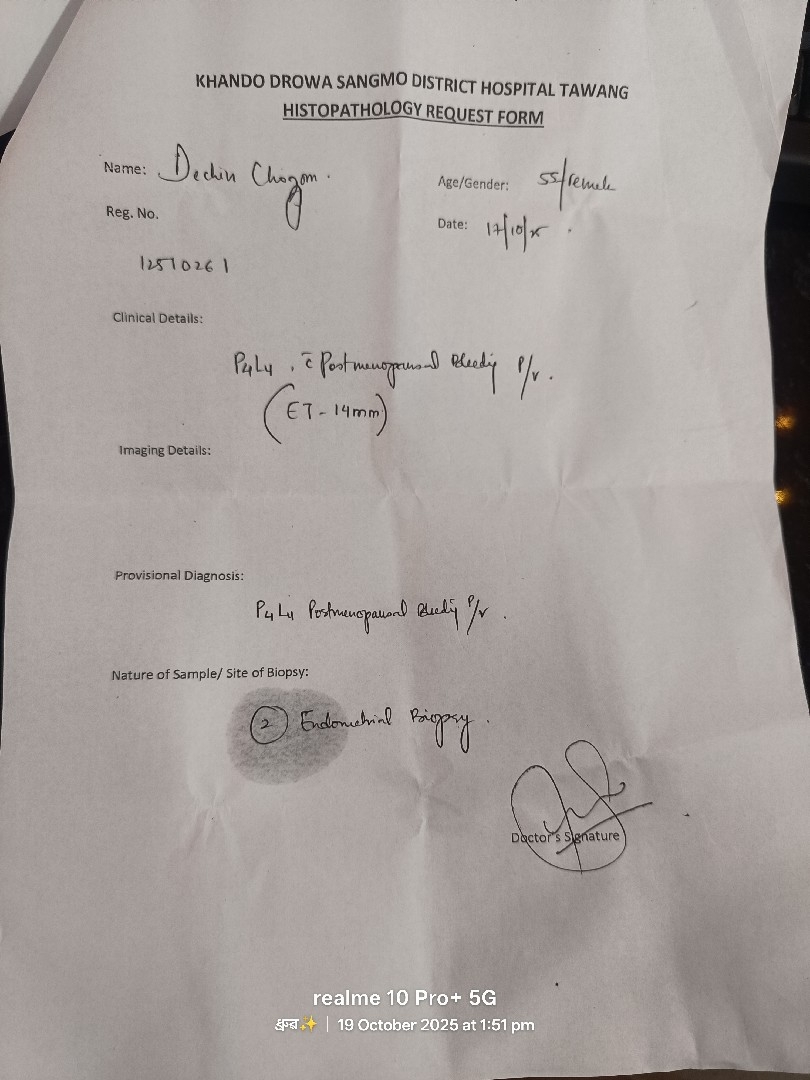 KHANDO DROWA SANGMO DISTRICT HOSPITAL TAWANG
HISTOPATHOLOGY REQUEST FORM
Name: Dechin Chogom.
Age/Gender: 55/Female
Reg. No.
Date: 17/10/25.
12510261
Clinical Details:
P4L4, c̄ Postmenopausal Bleeding P/v.
(ET - 14mm)
Imaging Details:
Provisional Diagnosis:
P4L4 Postmenopausal Bleeding P/v.
Nature of Sample/ Site of Biopsy:
② Endometrial Biopsy.
Doctor's Signature
realme 10 Pro+ 5G
ध्रुव✨ | 19 October 2025 at 1:51 pm